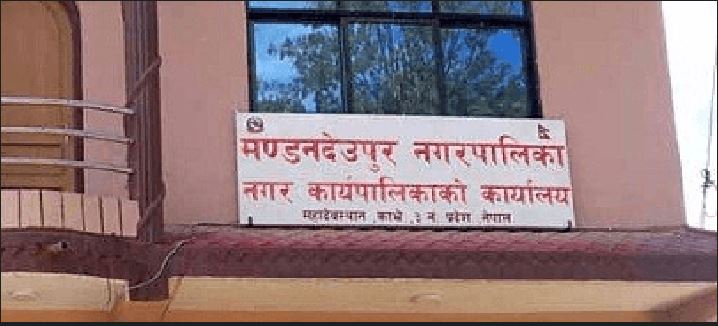 मण्डनदेउपुर नगरपालिका
नगर कार्यपालिकाको कार्यालय
महादेवस्थान, काभ्रे, ३ नं. प्रदेश, नेपाल